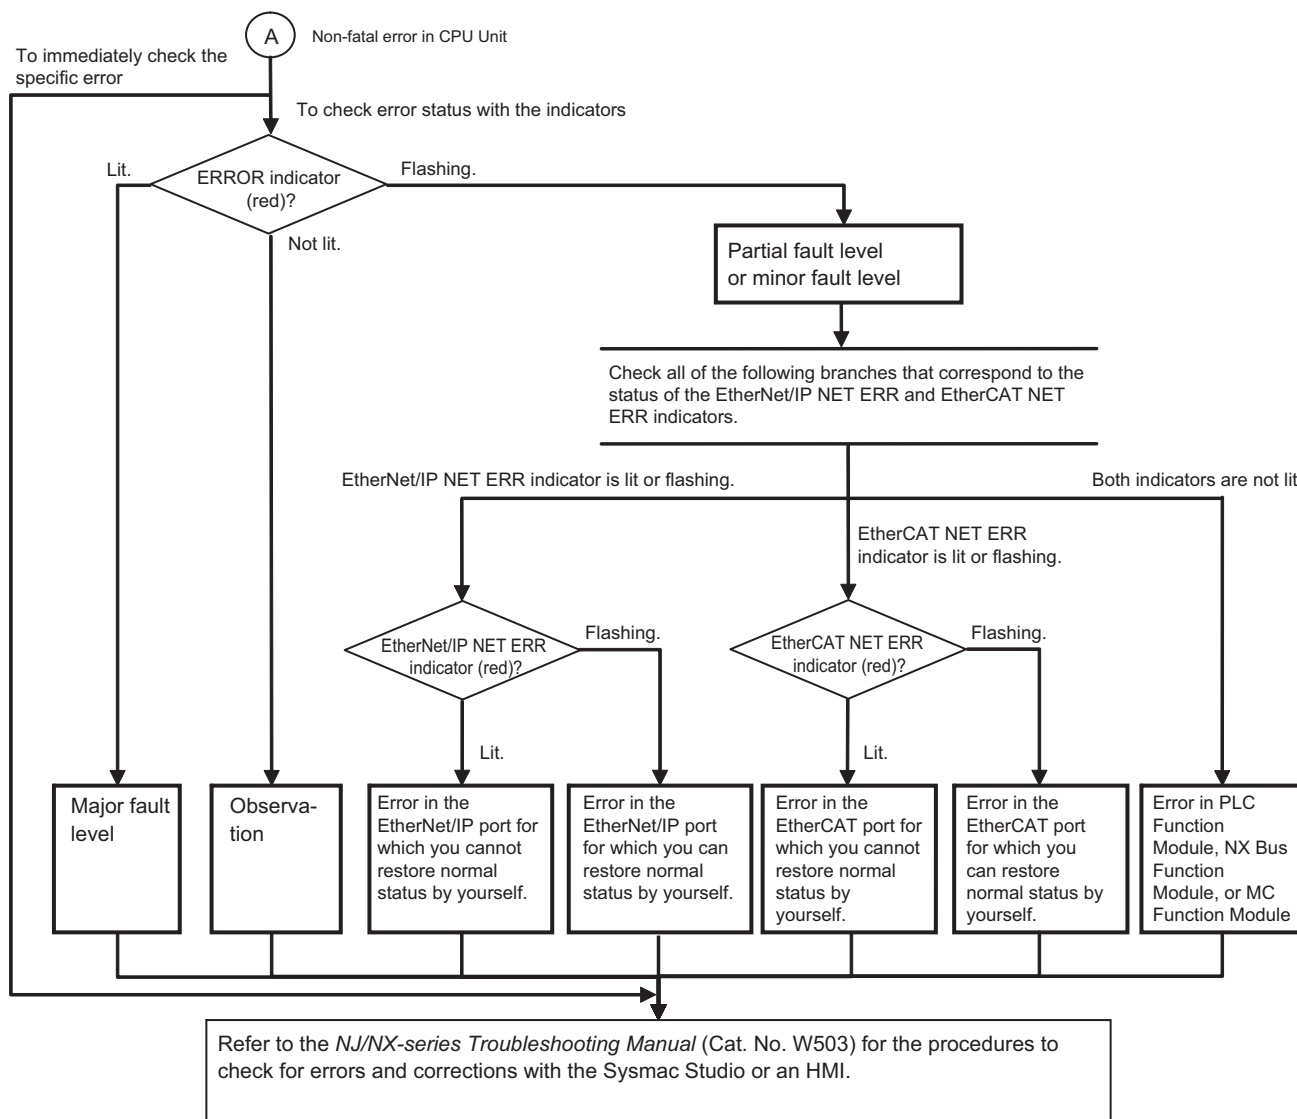 A
Non-fatal error in CPU Unit
To immediately check the
specific error
To check error status with the indicators
Lit.
ERROR indicator
(red)?
Flashing.
Not lit.
Partial fault level
or minor fault level
Check all of the following branches that correspond to the
status of the EtherNet/IP NET ERR and EtherCAT NET
ERR indicators.
EtherNet/IP NET ERR indicator is lit or flashing.
Both indicators are not lit
EtherCAT NET ERR
indicator is lit or flashing.
EtherNet/IP NET ERR
indicator (red)?
Flashing.
EtherCAT NET ERR
indicator (red)?
Flashing.
Lit.
Lit.
Major fault
level
Observa-
tion
Error in the
EtherNet/IP port for
which you cannot
restore normal
status by yourself.
Error in the
EtherNet/IP port
for which you can
restore normal
status by yourself.
Error in the
EtherCAT port for
which you cannot
restore normal
status by
yourself.
Error in the
EtherCAT port
for which you
can restore
normal status by
yourself.
Error in PLC
Function
Module, NX Bus
Function
Module, or MC
Function Module
Refer to the NJ/NX-series Troubleshooting Manual (Cat. No. W503) for the procedures to
check for errors and corrections with the Sysmac Studio or an HMI.